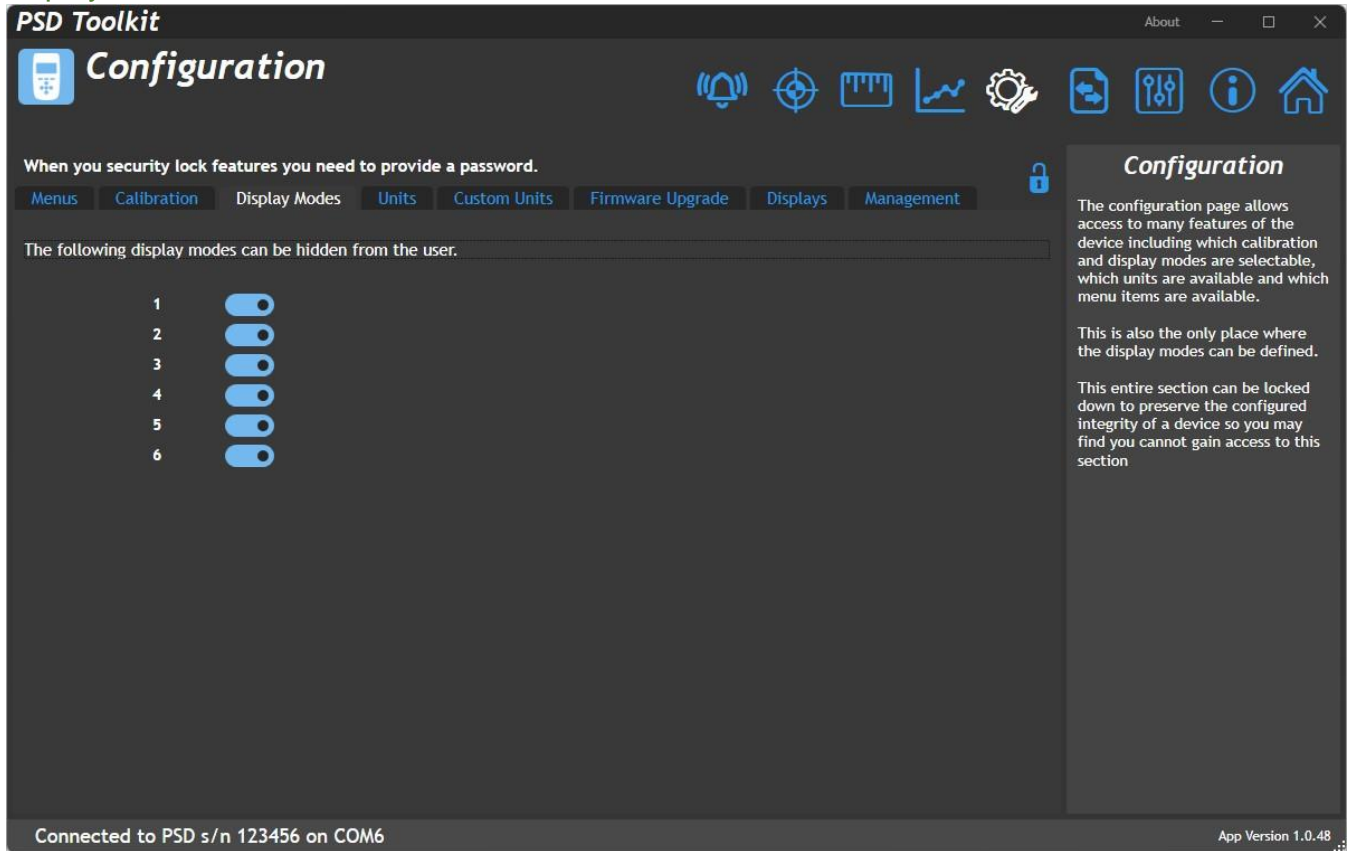 PSD Toolkit
About
Configuration
When you security lock features you need to provide a password.
Menus Calibration Display Modes Units Custom Units Firmware Upgrade Displays Management
The following display modes can be hidden from the user.
1
2
3
4
5
6
Configuration
The configuration page allows
access to many features of the
device including which calibration
and display modes are selectable,
which units are available and which
menu items are available.
This is also the only place where
the display modes can be defined.
This entire section can be locked
down to preserve the configured
integrity of a device so you may
find you cannot gain access to this
section
Connected to PSD s/n 123456 on COM6
App Version 1.0.48